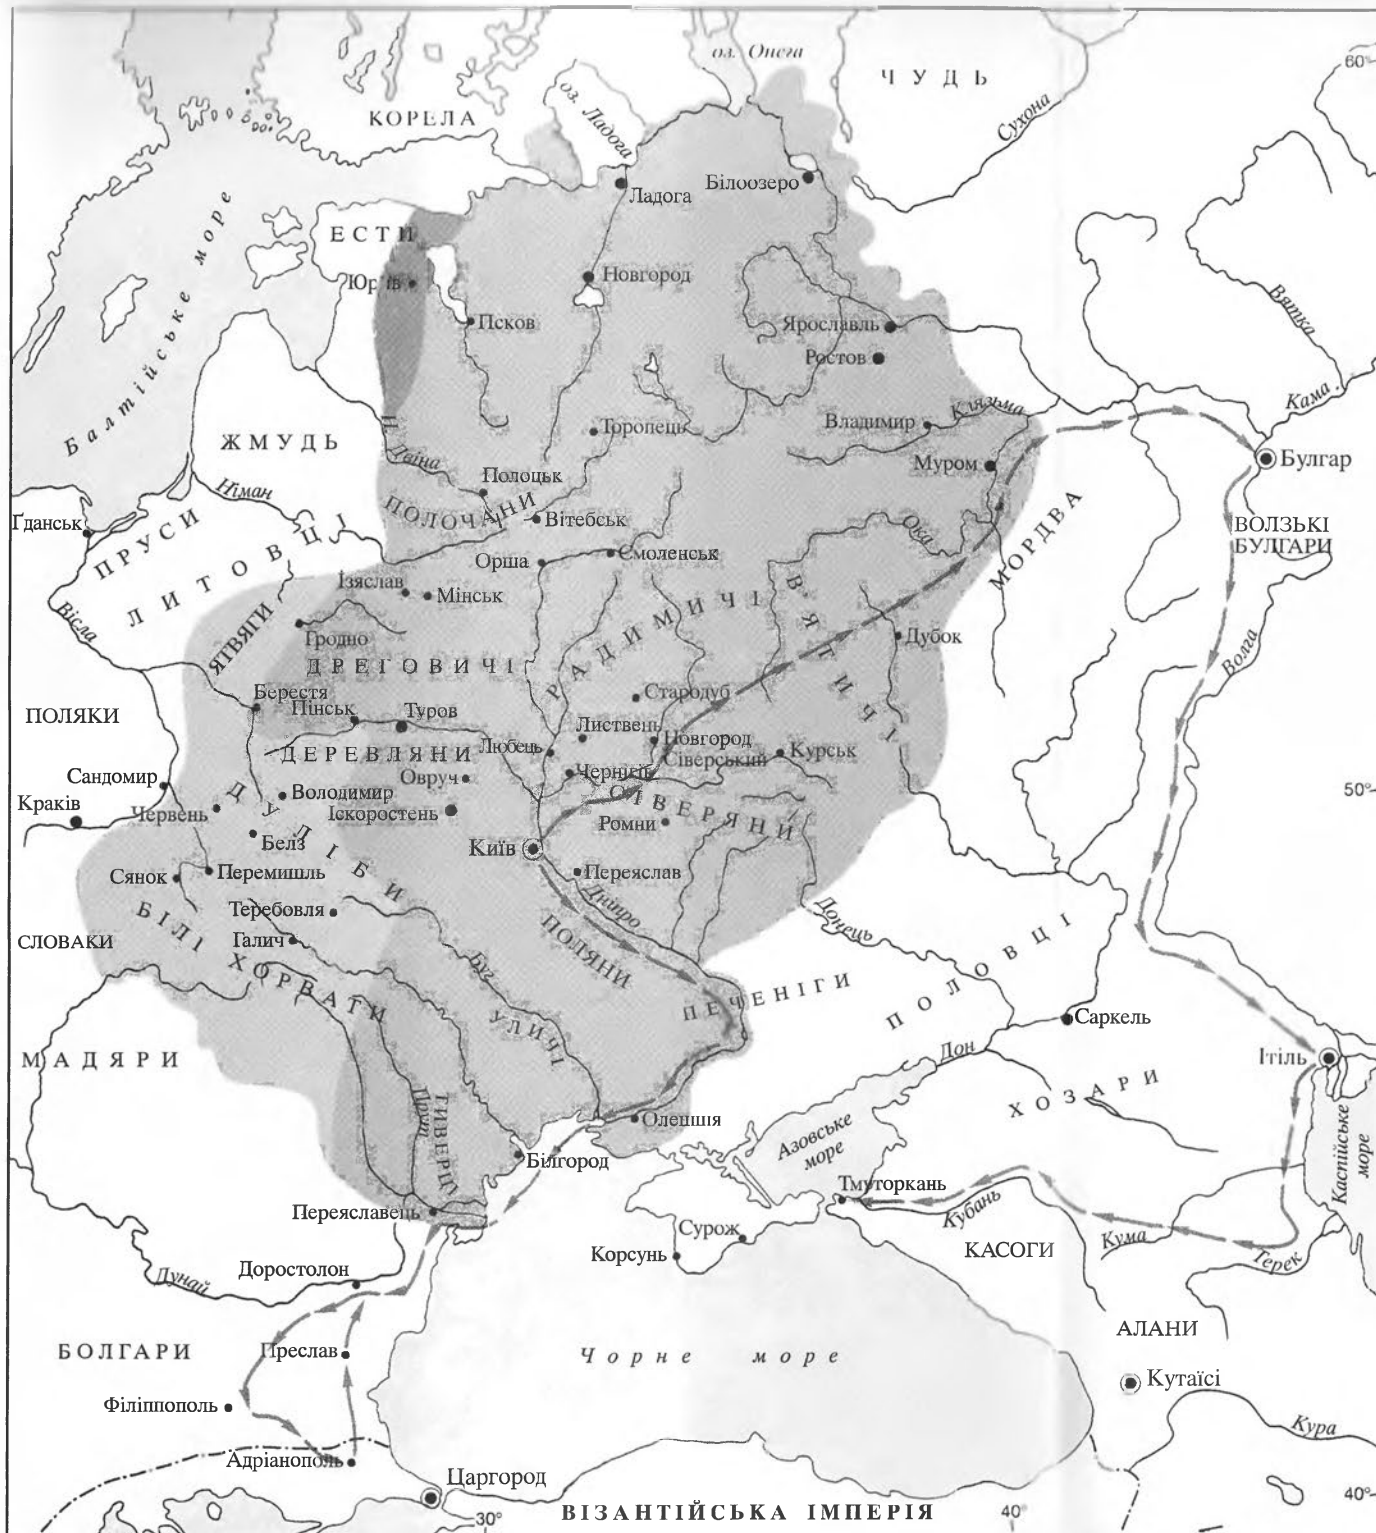 оз. Онега
ЧУДЬ
60°
КОРЕЛА
оз. Ладога
Сухона
Ладога
Білоозеро
Балтійське море
ЕСТИ
Юр'їв
Новгород
Псков
Вятка
Ярославль
Ростов
Кама
Клязьма
Владимир
Торопець
ЖМУДЬ
Двіна
Муром
Булгар
Полоцьк
Німан
ПОЛОЧАНИ
Вітебськ
Ґданськ
ПРУСИ
ЛИТОВЦІ
Ока
МОРДВА
ВОЛЗЬКІ
БУЛГАРИ
Орша
Смоленськ
Ізяслав
Мінськ
Вісла
ЯТВЯГИ
Гродно
ДРЕГОВИЧІ
РАДИМИЧІ
В'ЯТИЧІ
Дубок
Волга
Берестя
Пінськ
Туров
Стародуб
ПОЛЯКИ
Листвень
Новгород
Сіверський
Любець
Курськ
ДЕРЕВЛЯНИ
Сандомир
Овруч
Чернігів
Краків
Червень
Володимир
Іскоростень
СІВЕРЯНИ
50°
ДУЛІБИ
Ромни
Белз
Київ
Сянок
Перемишль
Переяслав
Дніпро
Теребовля
Донець
БІЛІ ХОРВАТИ
Галич
СЛОВАКИ
ПОЛЯНИ
Буг
ПЕЧЕНІГИ
ПОЛОВЦІ
УЛИЧІ
Саркель
МАДЯРИ
Дон
Ітіль
ХОЗАРИ
Прут
ТИВЕРЦІ
Олешшя
Азовське
море
Каспійське
море
Білгород
Тмуторкань
Переяславець
Кубань
Сурож
Корсунь
КАСОГИ
Кума
Терек
Доростолон
Дунай
АЛАНИ
БОЛГАРИ
Преслав
Чорне море
Кутаїсі
Філіппополь
Кура
Адріанополь
Царгород
40°
ВІЗАНТІЙСЬКА ІМПЕРІЯ
30°
40°